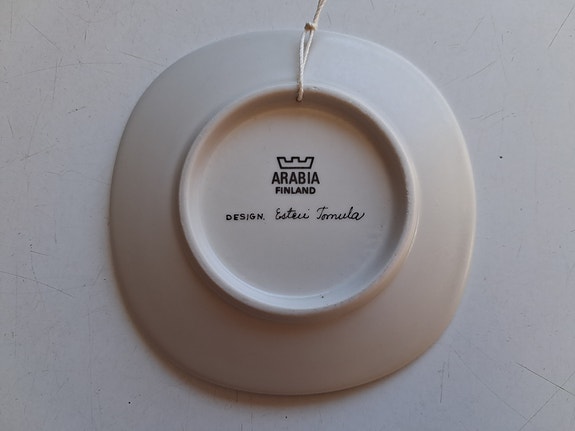 ARABIA
FINLAND
DESIGN. Esteri Tomula